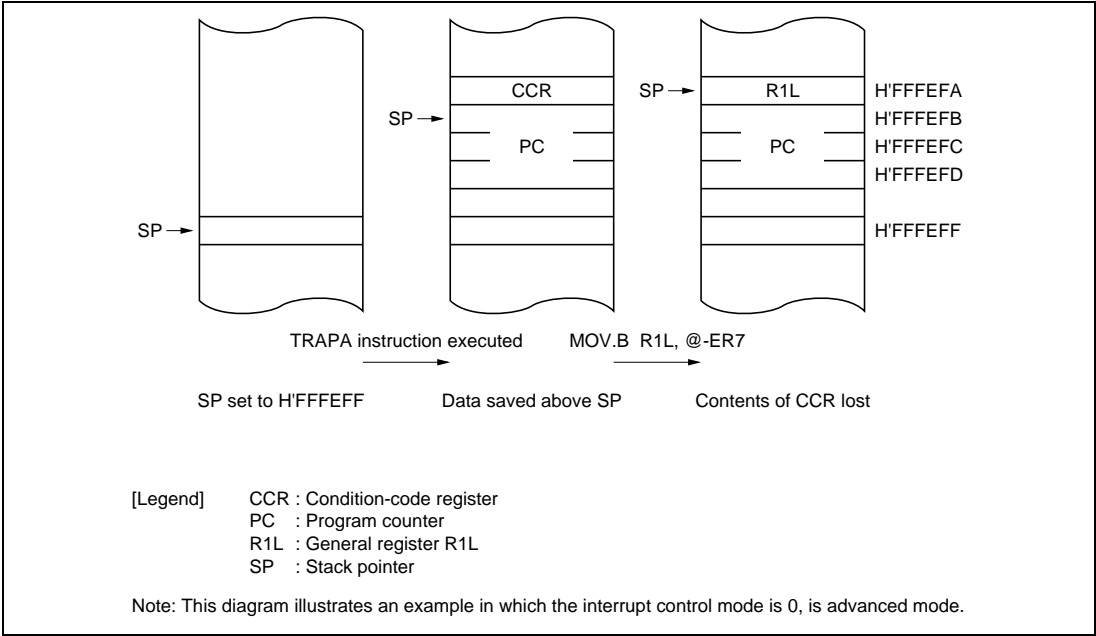 CCR SP R1L H'FFFEFA
SP H'FFFEFB
PC PC H'FFFEFC
H'FFFEFD
SP H'FFFEFF
TRAPA instruction executed MOV.B R1L, @-ER7
SP set to H'FFFEFF Data saved above SP Contents of CCR lost
[Legend] CCR : Condition-code register
PC : Program counter
R1L : General register R1L
SP : Stack pointer
Note: This diagram illustrates an example in which the interrupt control mode is 0, is advanced mode.